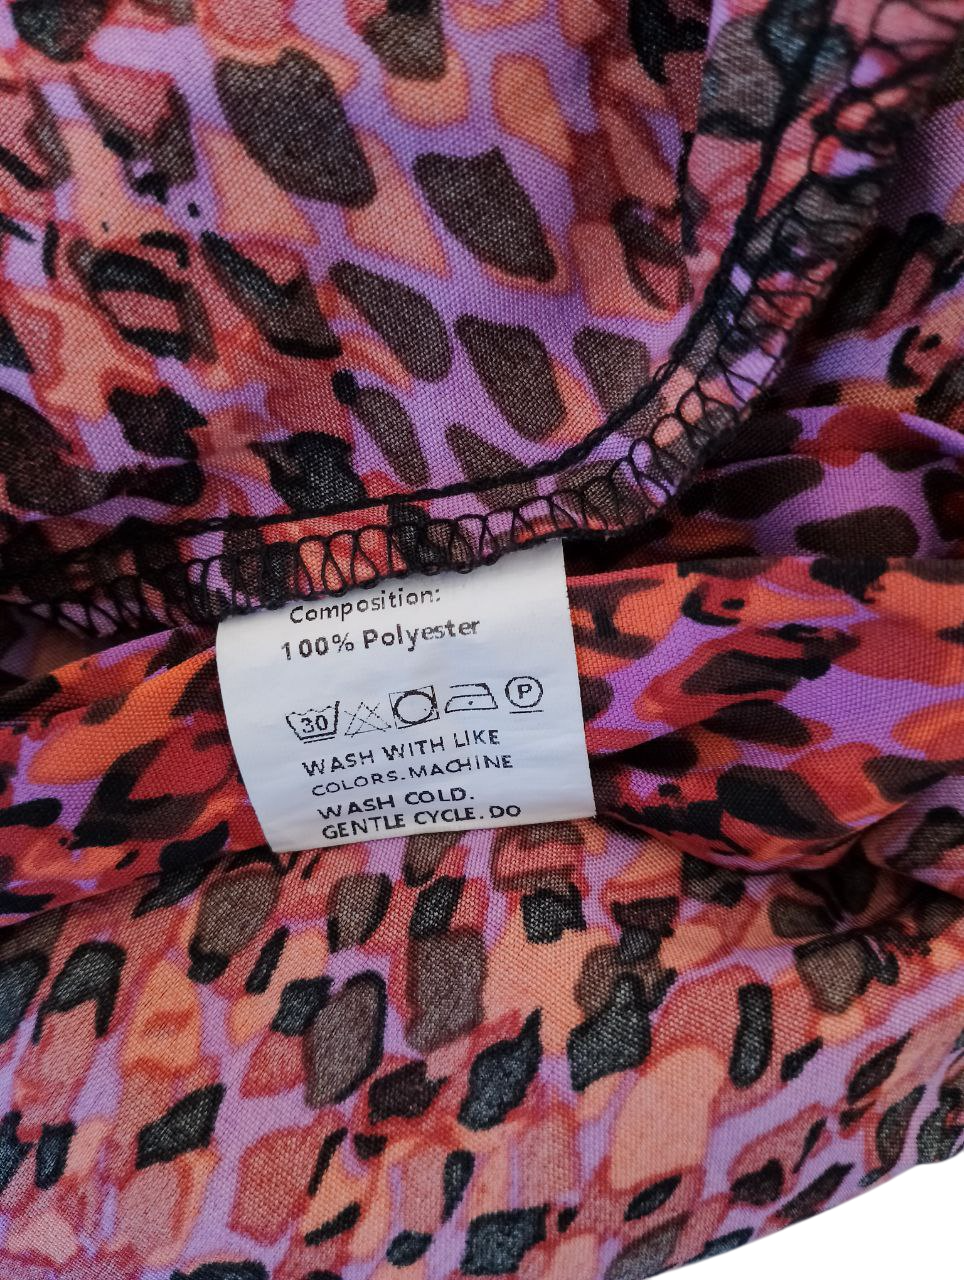 Composition:
100% Polyester
30 P
WASH WITH LIKE
COLORS.MACHINE
WASH COLD.
GENTLE CYCLE.DO